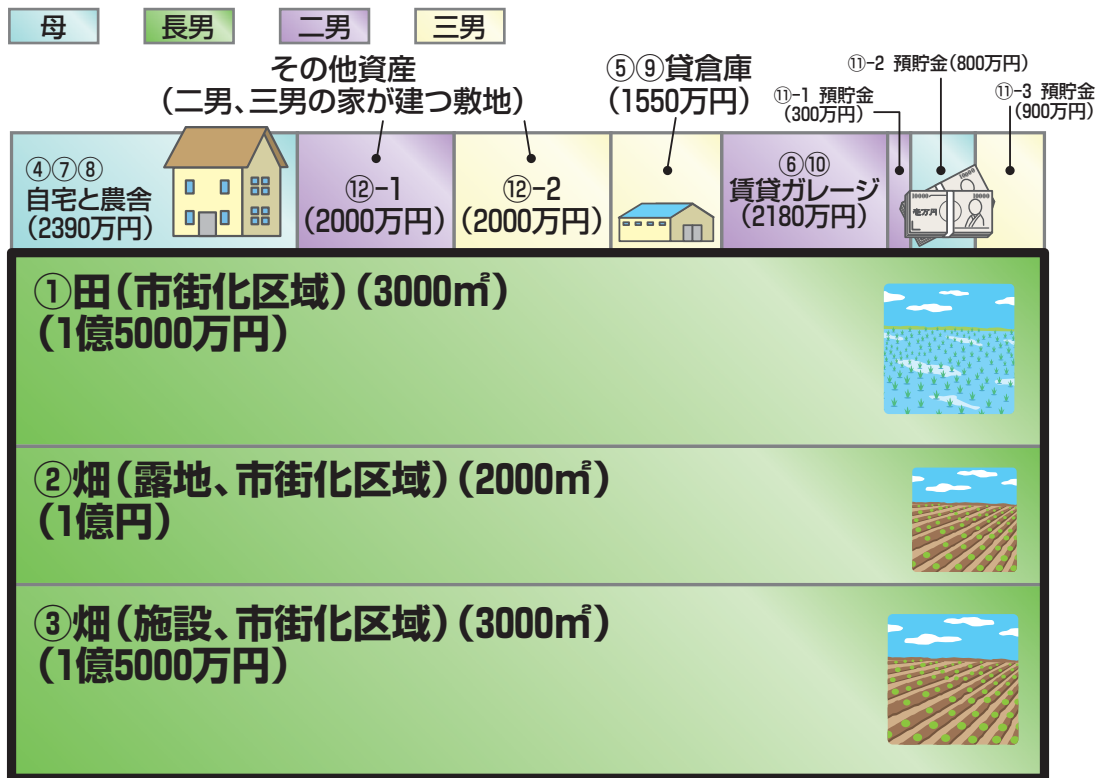 母
長男
二男
三男
その他資産
(二男、三男の家が建つ敷地)
⑤⑨貸倉庫
(1550万円)
⑪-2 預貯金(800万円)
⑪-1 預貯金
(300万円)
⑪-3 預貯金
(900万円)
④⑦⑧
自宅と農舎
(2390万円)
⑫-1
(2000万円)
⑫-2
(2000万円)
⑥⑩
賃貸ガレージ
(2180万円)
10000
10000
10000
壱万円
①田(市街化区域)(3000㎡)
(1億5000万円)
②畑(露地、市街化区域)(2000㎡)
(1億円)
③畑(施設、市街化区域)(3000㎡)
(1億5000万円)